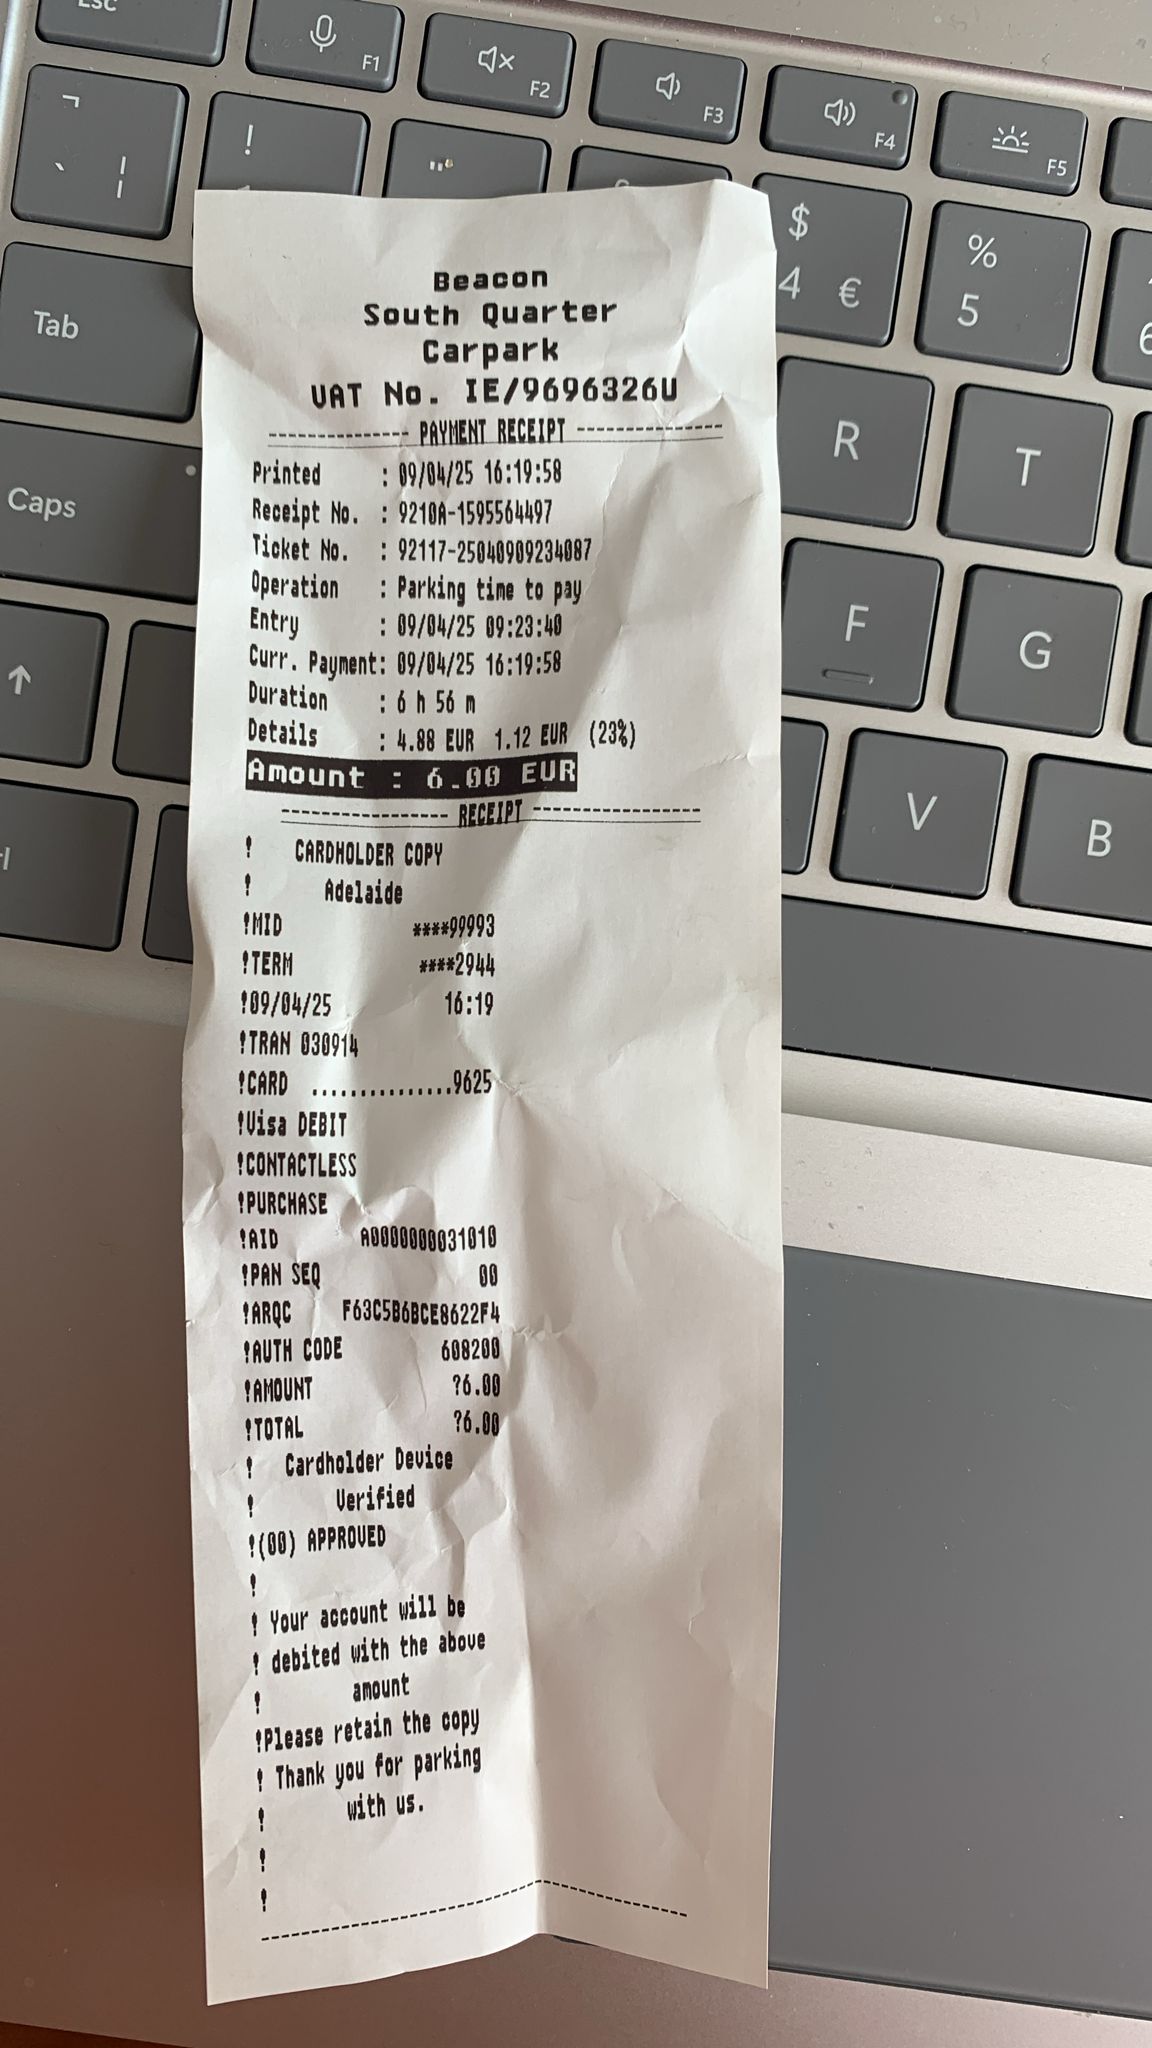 Esc
F1
F2
F3
F4
F5
!
"
$
4 €
%
5
6
Tab
R
T
Caps
F
G
V
B
Beacon
South Quarter
Carpark
VAT No. IE/9696326U
--------------- PAYMENT RECEIPT ---------------
Printed : 09/04/25 16:19:58
Receipt No. : 9210A-1595564497
Ticket No. : 92117-25040909234087
Operation : Parking time to pay
Entry : 09/04/25 09:23:40
Curr. Payment: 09/04/25 16:19:58
Duration : 6 h 56 m
Details : 4.88 EUR 1.12 EUR (23%)
Amount : 6.00 EUR
------------------ RECEIPT ------------------
! CARDHOLDER COPY
! Adelaide
!MID ****99993
!TERM ****2944
!09/04/25 16:19
!TRAN 030914
!CARD ...............9625
!Visa DEBIT
!CONTACTLESS
!PURCHASE
!AID A0000000031010
!PAN SEQ 00
!ARQC F63C5B6BCE8622F4
!AUTH CODE 608200
!AMOUNT ?6.00
!TOTAL ?6.00
! Cardholder Device
! Verified
!(00) APPROVED
!
! Your account will be
! debited with the above
! amount
!Please retain the copy
! Thank you for parking
! with us.
!
!